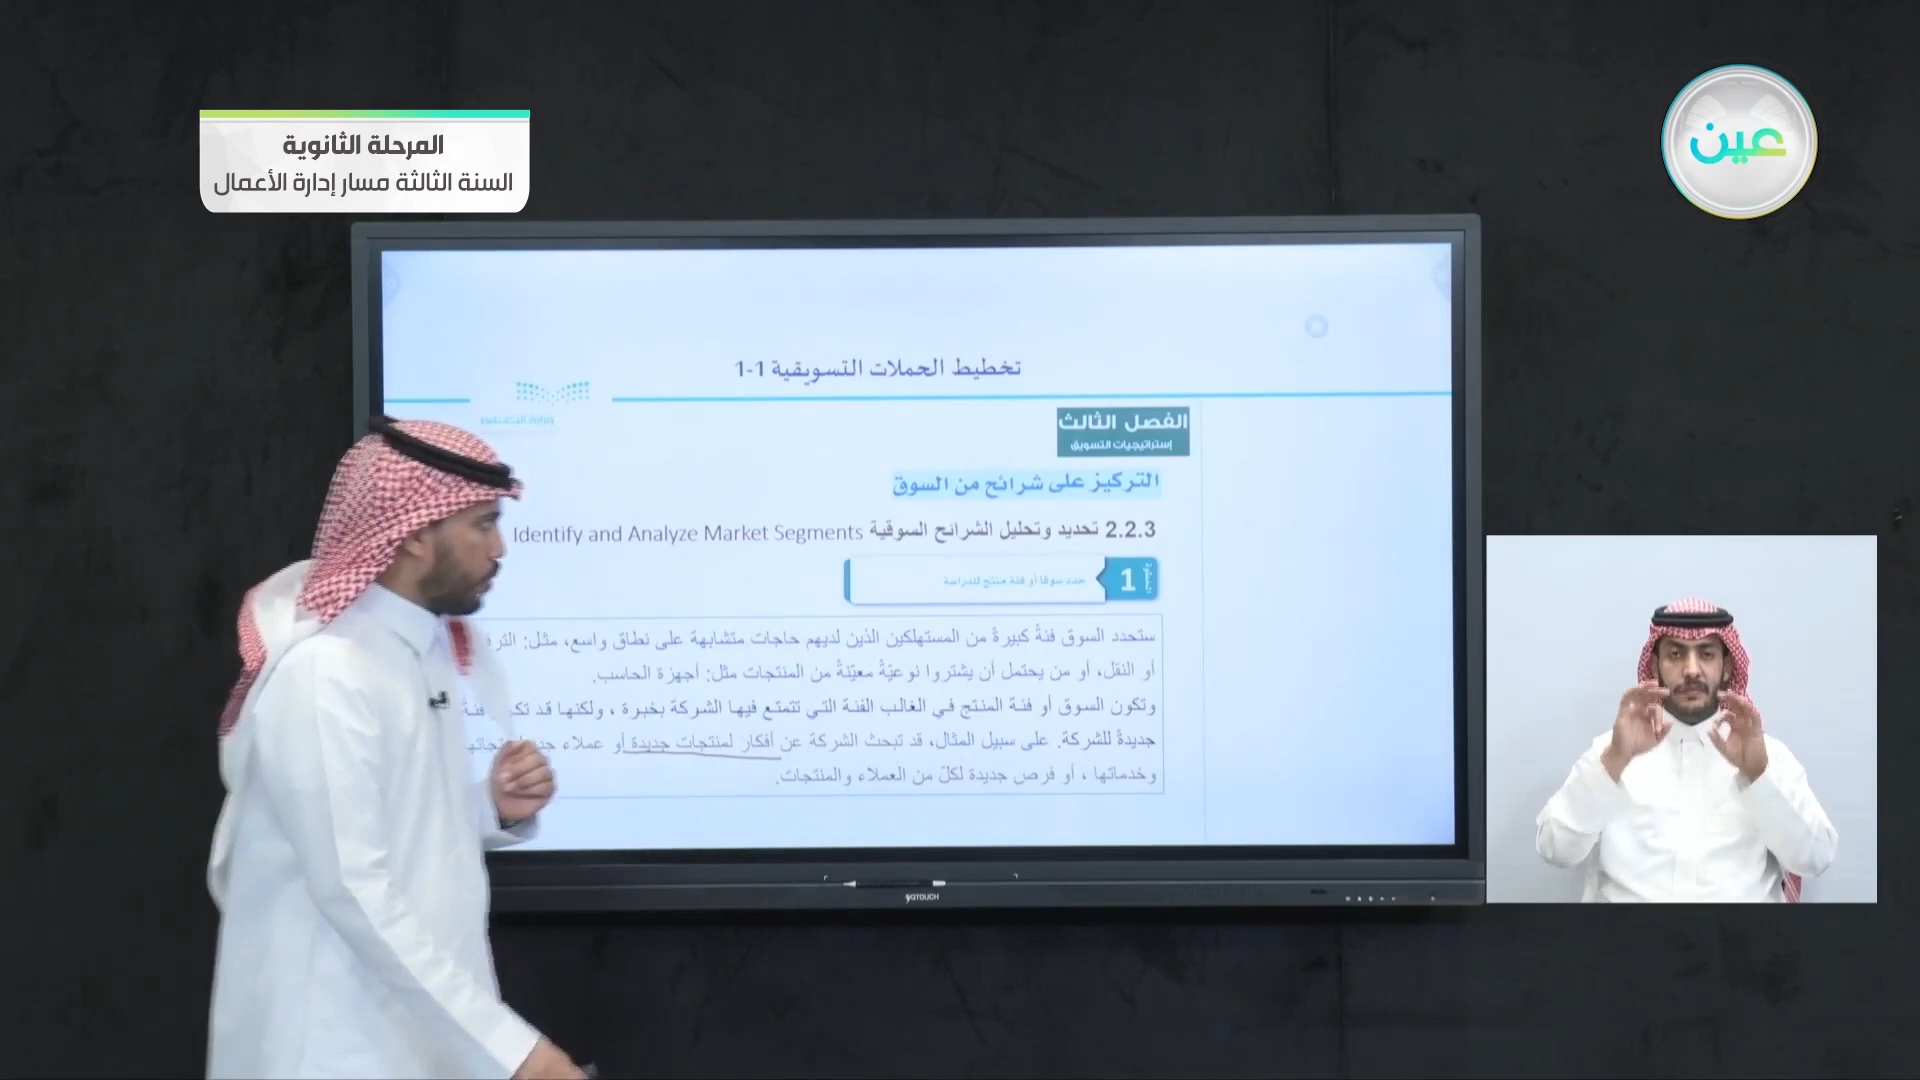 المرحلة الثانوية
السنة الثالثة مسار إدارة الأعمال
عين
تخطيط الحملات التسويقية 1-1
الفصل الثالث
إستراتيجيات التسويق
التركيز على شرائح من السوق
2.2.3 تحديد وتحليل الشرائح السوقية Identify and Analyze Market Segments
الخطوة 1
حدد سوقا أو فئة منتج للدراسة
ستحدد السوق فئةً كبيرةً من المستهلكين الذين لديهم حاجات متشابهة على نطاق واسع، مثل:
أو النقل، أو من يحتمل أن يشتروا نوعيّةً معيّنةً من المنتجات مثل: أجهزة الحاسب.
وتكون السوق أو فئة المنتج في الغالب الفئة التي تتمتع فيها الشركة بخبرة ، ولكنها قد فئة
جديدةً للشركة. على سبيل المثال، قد تبحث الشركة عن أفكار لمنتجات جديدة أو عملاء
وخدماتها ، أو فرص جديدة لكلّ من العملاء والمنتجات.
QTOUCH